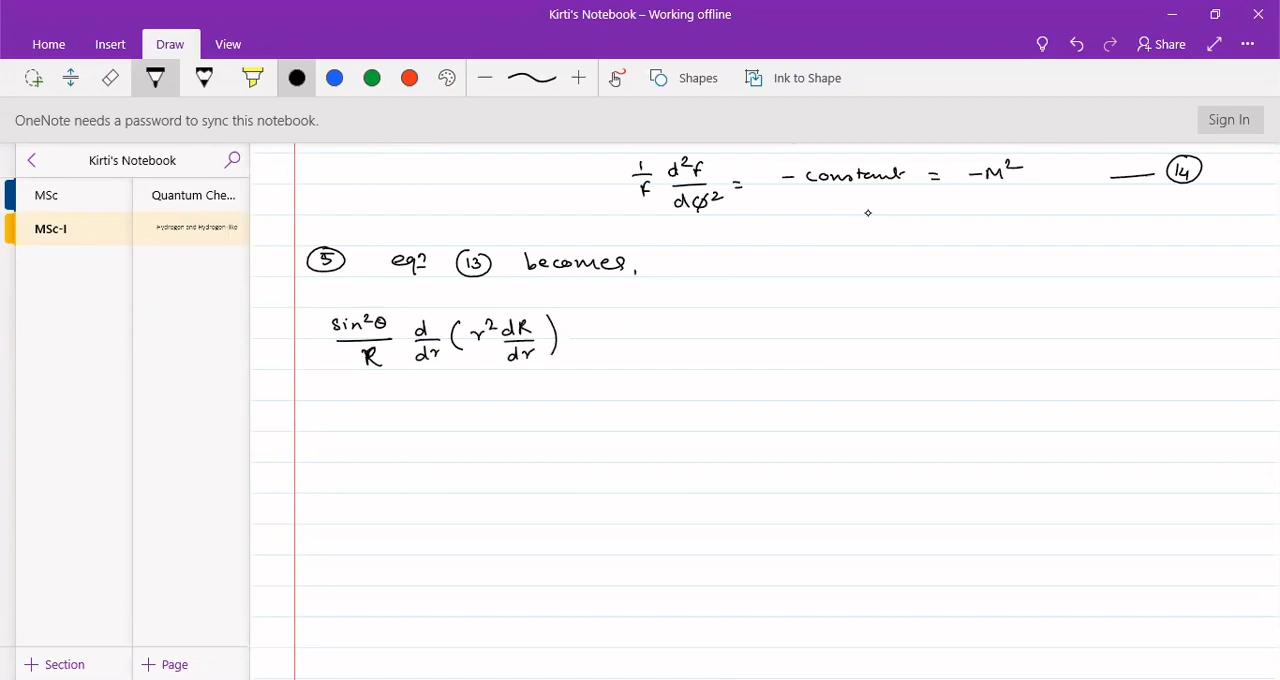 Kirti's Notebook – Working offline
Home Insert Draw View
Share
Shapes Ink to Shape
OneNote needs a password to sync this notebook.
Sign In
Kirti's Notebook
MSc
Quantum Che...
MSc-I
Hydrogen and Hydrogen-like
1/f d²f/dφ² = - constant = -M² —— (14)
(5) eqn (13) becomes,
sin²θ/R d/dr (r² dR/dr)
+ Section
+ Page